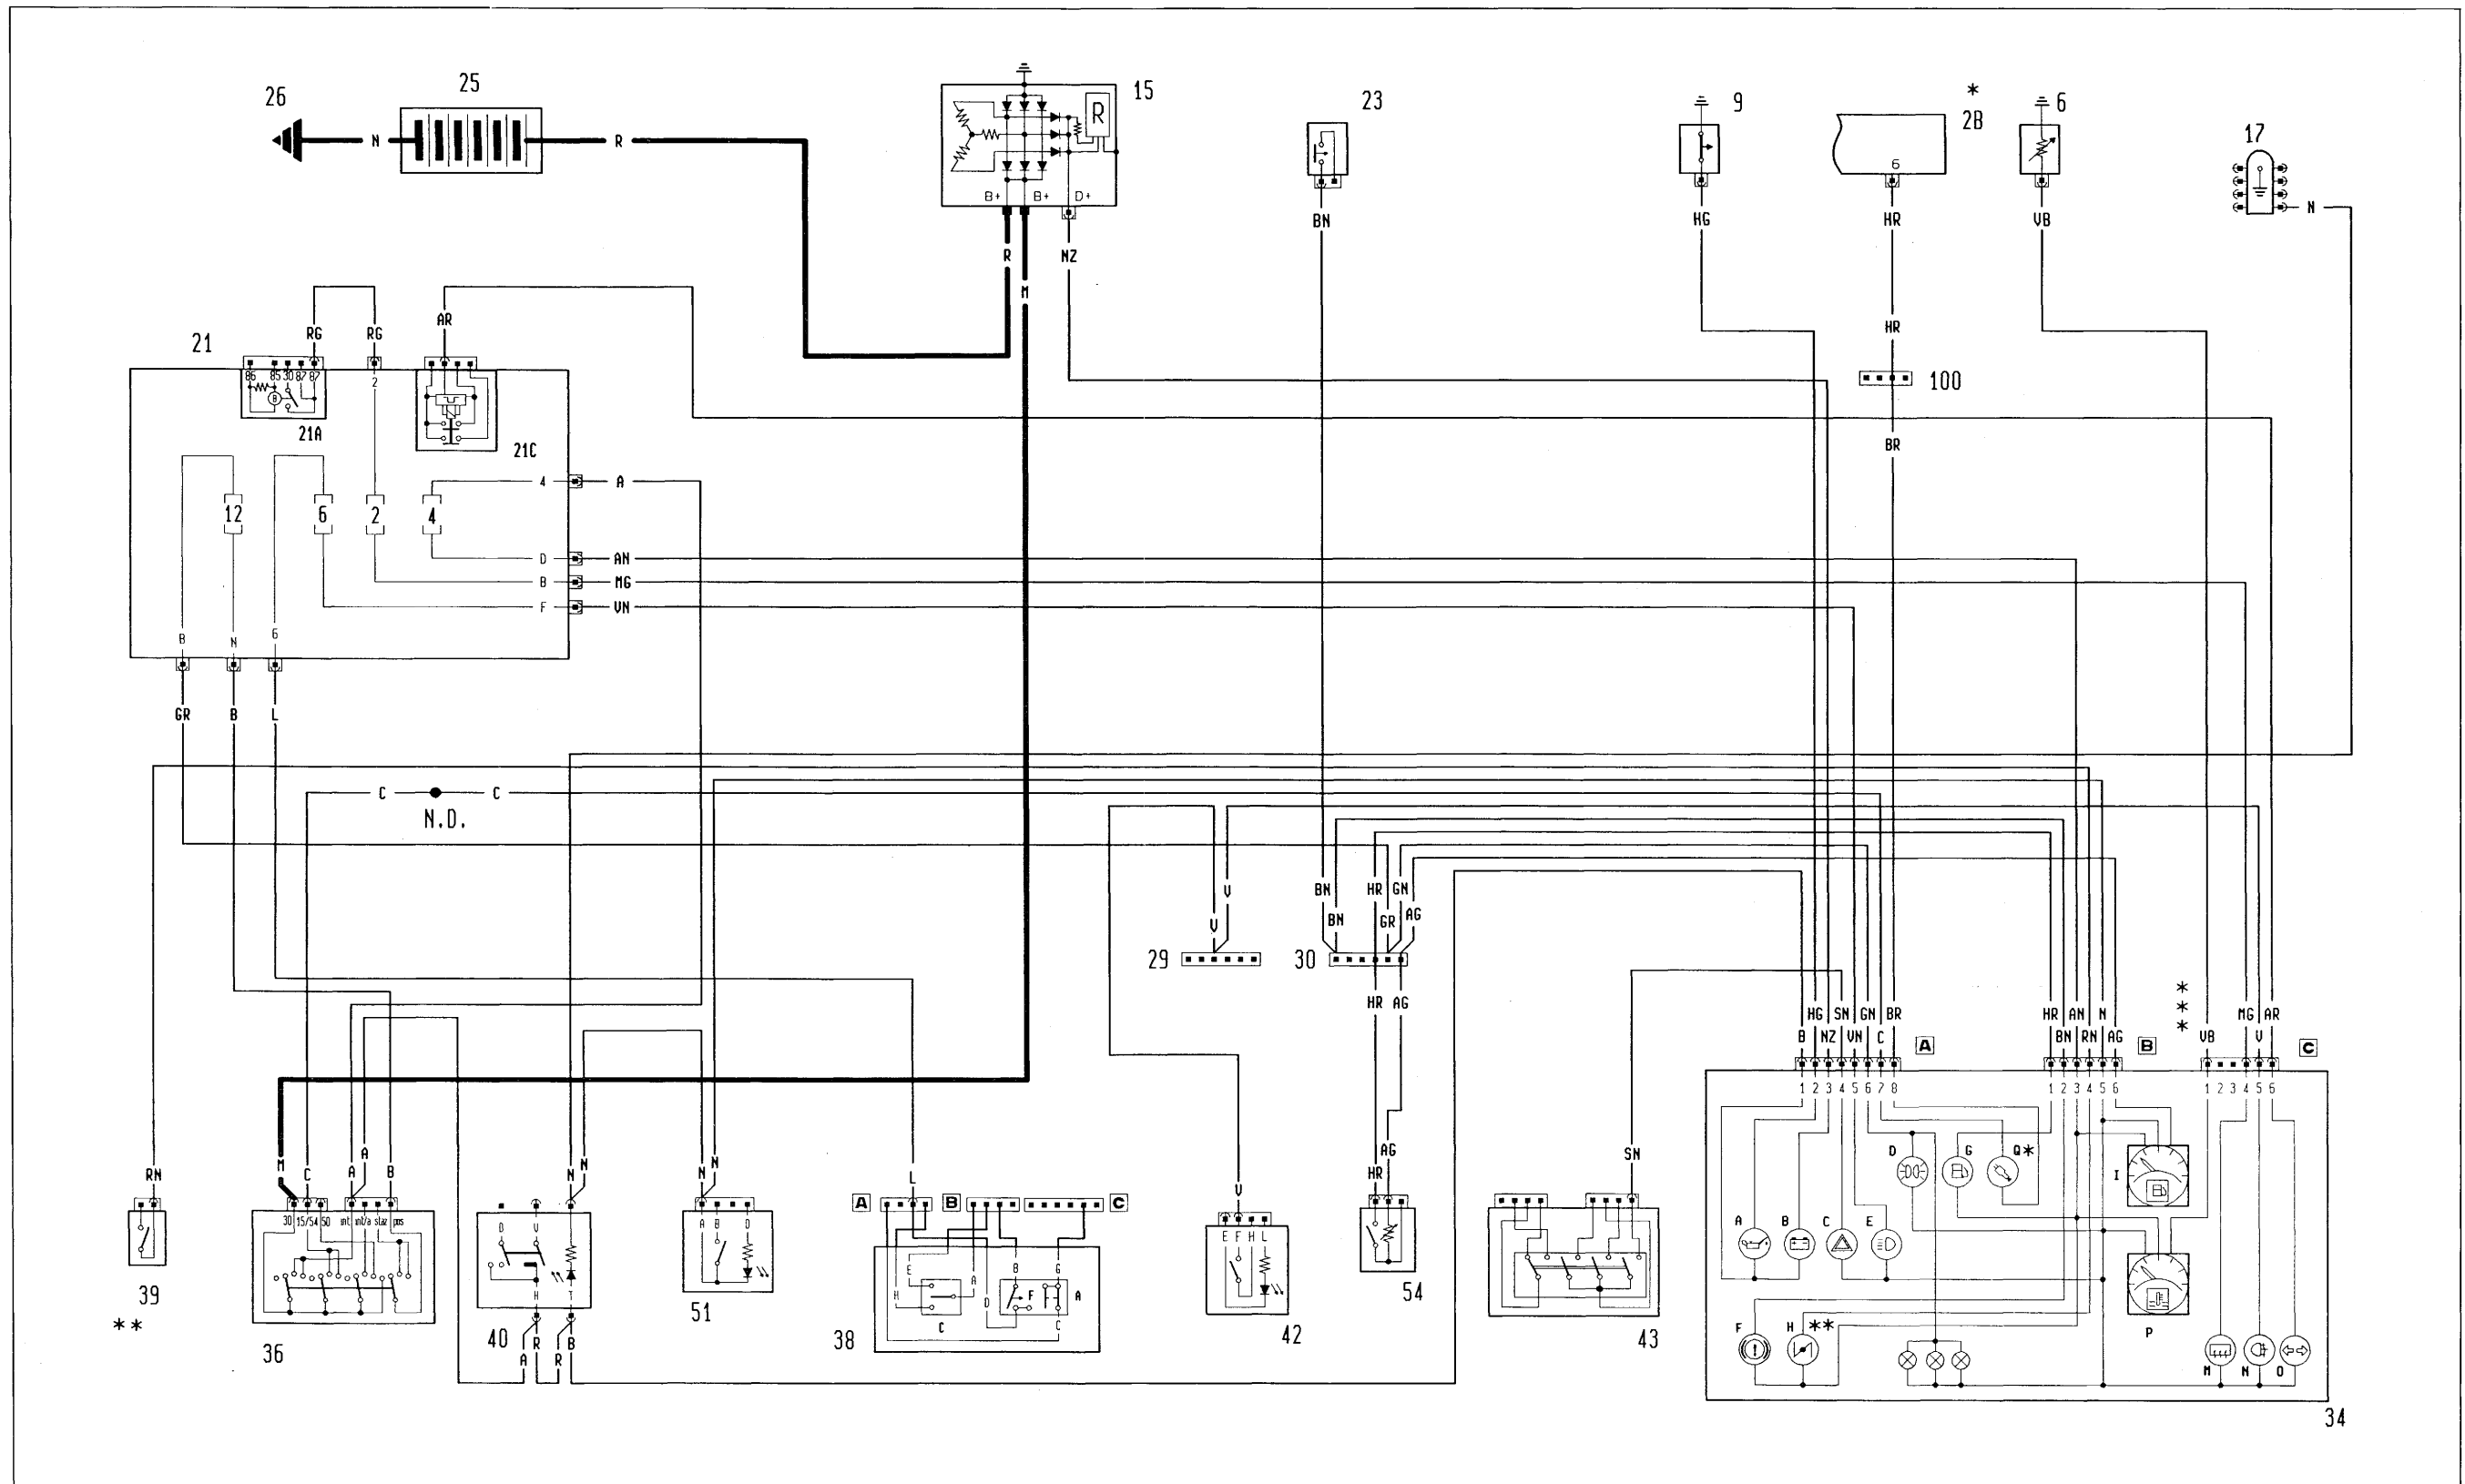 26 25 15 23 9 * 2B 6 17
R
N R 6 N
B+ B+ D+
BN HG HR VB
R NZ
M
RG RG AR HR
21
86 85 30 87 87 2 100
B
21A 21C BR
4 A
12 6 2 4
D AN
B MG
F VN
B N 6
GR B L
C C
N.D.
BN HR GN
V AG
V BN GR
29 30
HR AG
***
HG SN GN BR HR AN N MG AR
B NZ VN C A BN RN AG B VB V C
1 2 3 4 5 6 7 8 1 2 3 4 5 6 1 2 3 4 5 6
RN M C A A B N N N N L V HR AG SN
A B C
D G Q* I
30 15/54 50 int int/a staz pos
D V A B D E F H L
A B C E
E H A D B F G A
C C
H T
39 ** 36 40 51 38 42 54 43
A R R B
F H ** P
M N O
34